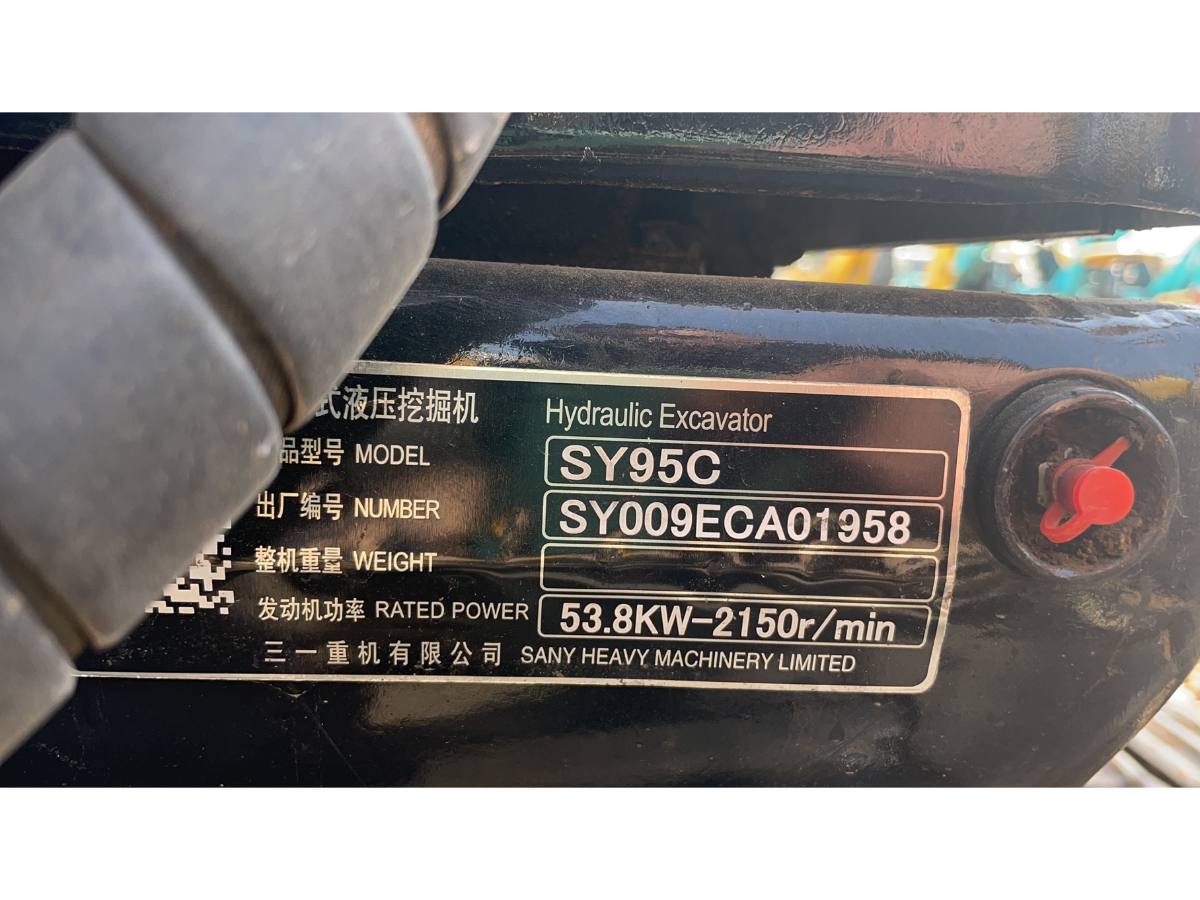 式液压挖掘机 Hydraulic Excavator
品型号 MODEL SY95C
出厂编号 NUMBER SY009ECA01958
整机重量 WEIGHT
发动机功率 RATED POWER 53.8KW-2150r/min
三一重机有限公司 SANY HEAVY MACHINERY LIMITED